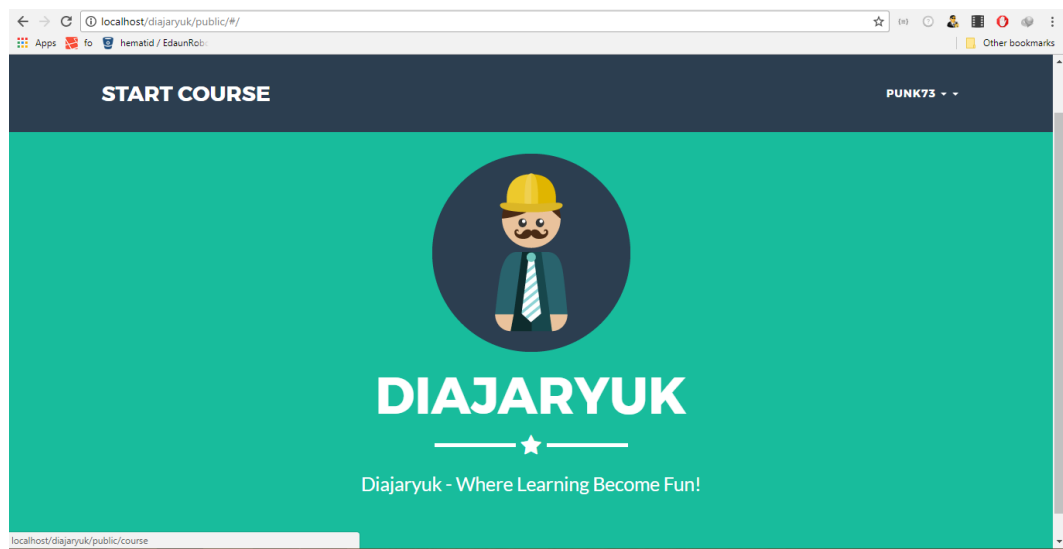 localhost/diajaryuk/public/#/
Apps fo hematid / EdaunRob
Other bookmarks
START COURSE
PUNK73
DIAJARYUK
Diajaryuk - Where Learning Become Fun!
localhost/diajaryuk/public/course